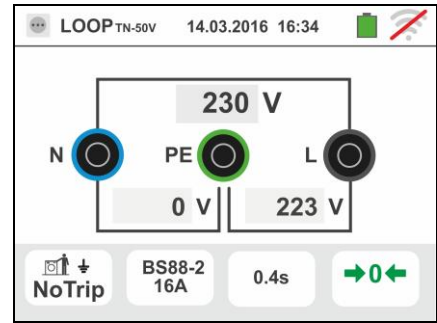 LOOP TN-50V 14.03.2016 16:34
230 V
N PE L
0 V 223 V
NoTrip BS88-2 16A 0.4s →0←